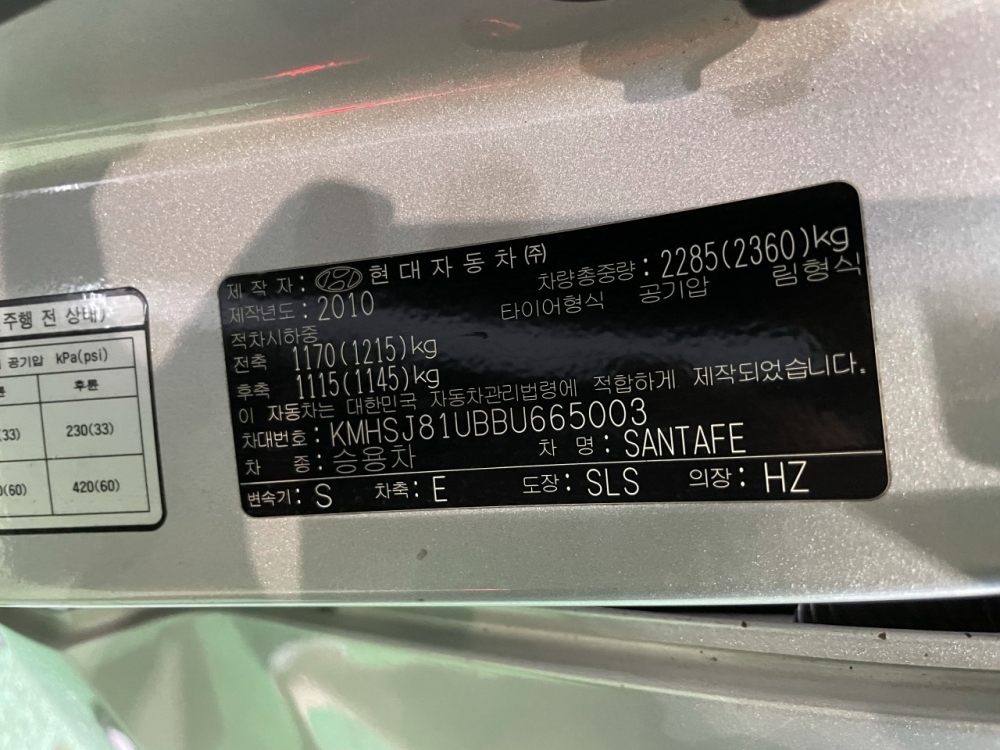 주행 전 상태)
공기압 kPa(psi)
후륜
(33) 230(33)
(60) 420(60)
제 작 자 : 현대자동차(주)
제작년도 : 2010
차량총중량 : 2285(2360)kg
타이어형식 공기압 림형식
적차시하중
전축 1170(1215)kg
후축 1115(1145)kg
이 자동차는 대한민국 자동차관리법령에 적합하게 제작되었습니다.
차대번호 : KMHSJ81UBBU665003
차 종 : 승용차 차 명 : SANTAFE
변속기 : S 차축 : E 도장 : SLS 의장 : HZ